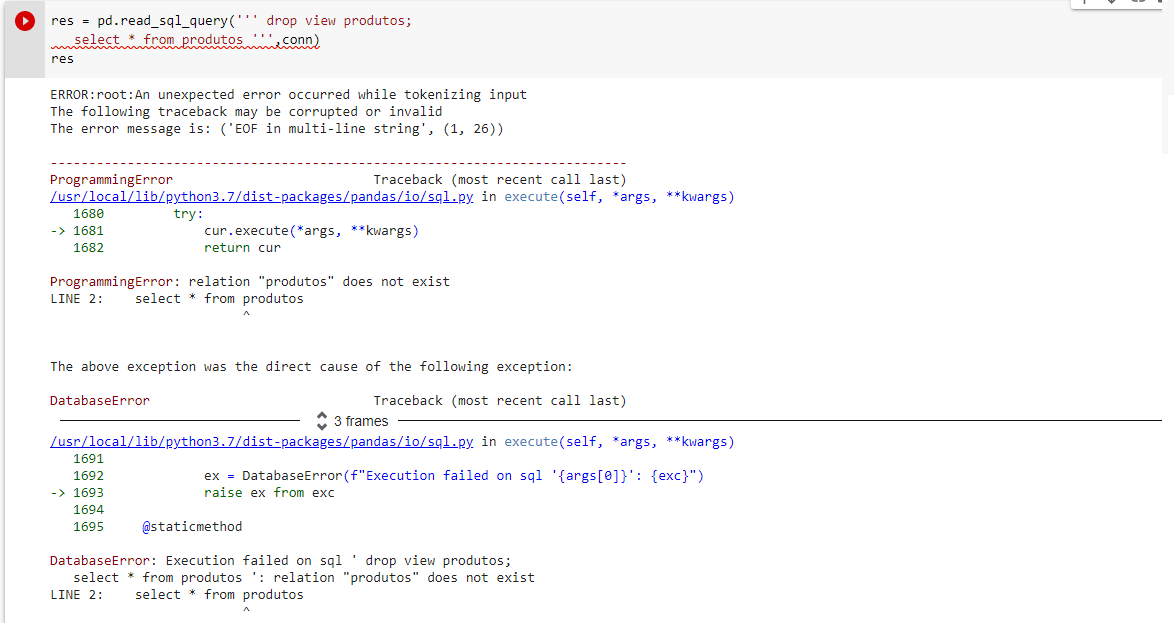 res = pd.read_sql_query(''' drop view produtos;
   select * from produtos ''',conn)
res
ERROR:root:An unexpected error occurred while tokenizing input
The following traceback may be corrupted or invalid
The error message is: ('EOF in multi-line string', (1, 26))
---------------------------------------------------------------------------
ProgrammingError                          Traceback (most recent call last)
/usr/local/lib/python3.7/dist-packages/pandas/io/sql.py in execute(self, *args, **kwargs)
   1680         try:
-> 1681             cur.execute(*args, **kwargs)
   1682             return cur
ProgrammingError: relation "produtos" does not exist
LINE 2:    select * from produtos
                         ^
The above exception was the direct cause of the following exception:
DatabaseError                             Traceback (most recent call last)
3 frames
/usr/local/lib/python3.7/dist-packages/pandas/io/sql.py in execute(self, *args, **kwargs)
   1691
   1692             ex = DatabaseError(f"Execution failed on sql '{args[0]}': {exc}")
-> 1693             raise ex from exc
   1694
   1695     @staticmethod
DatabaseError: Execution failed on sql ' drop view produtos;
   select * from produtos ': relation "produtos" does not exist
LINE 2:    select * from produtos
                         ^